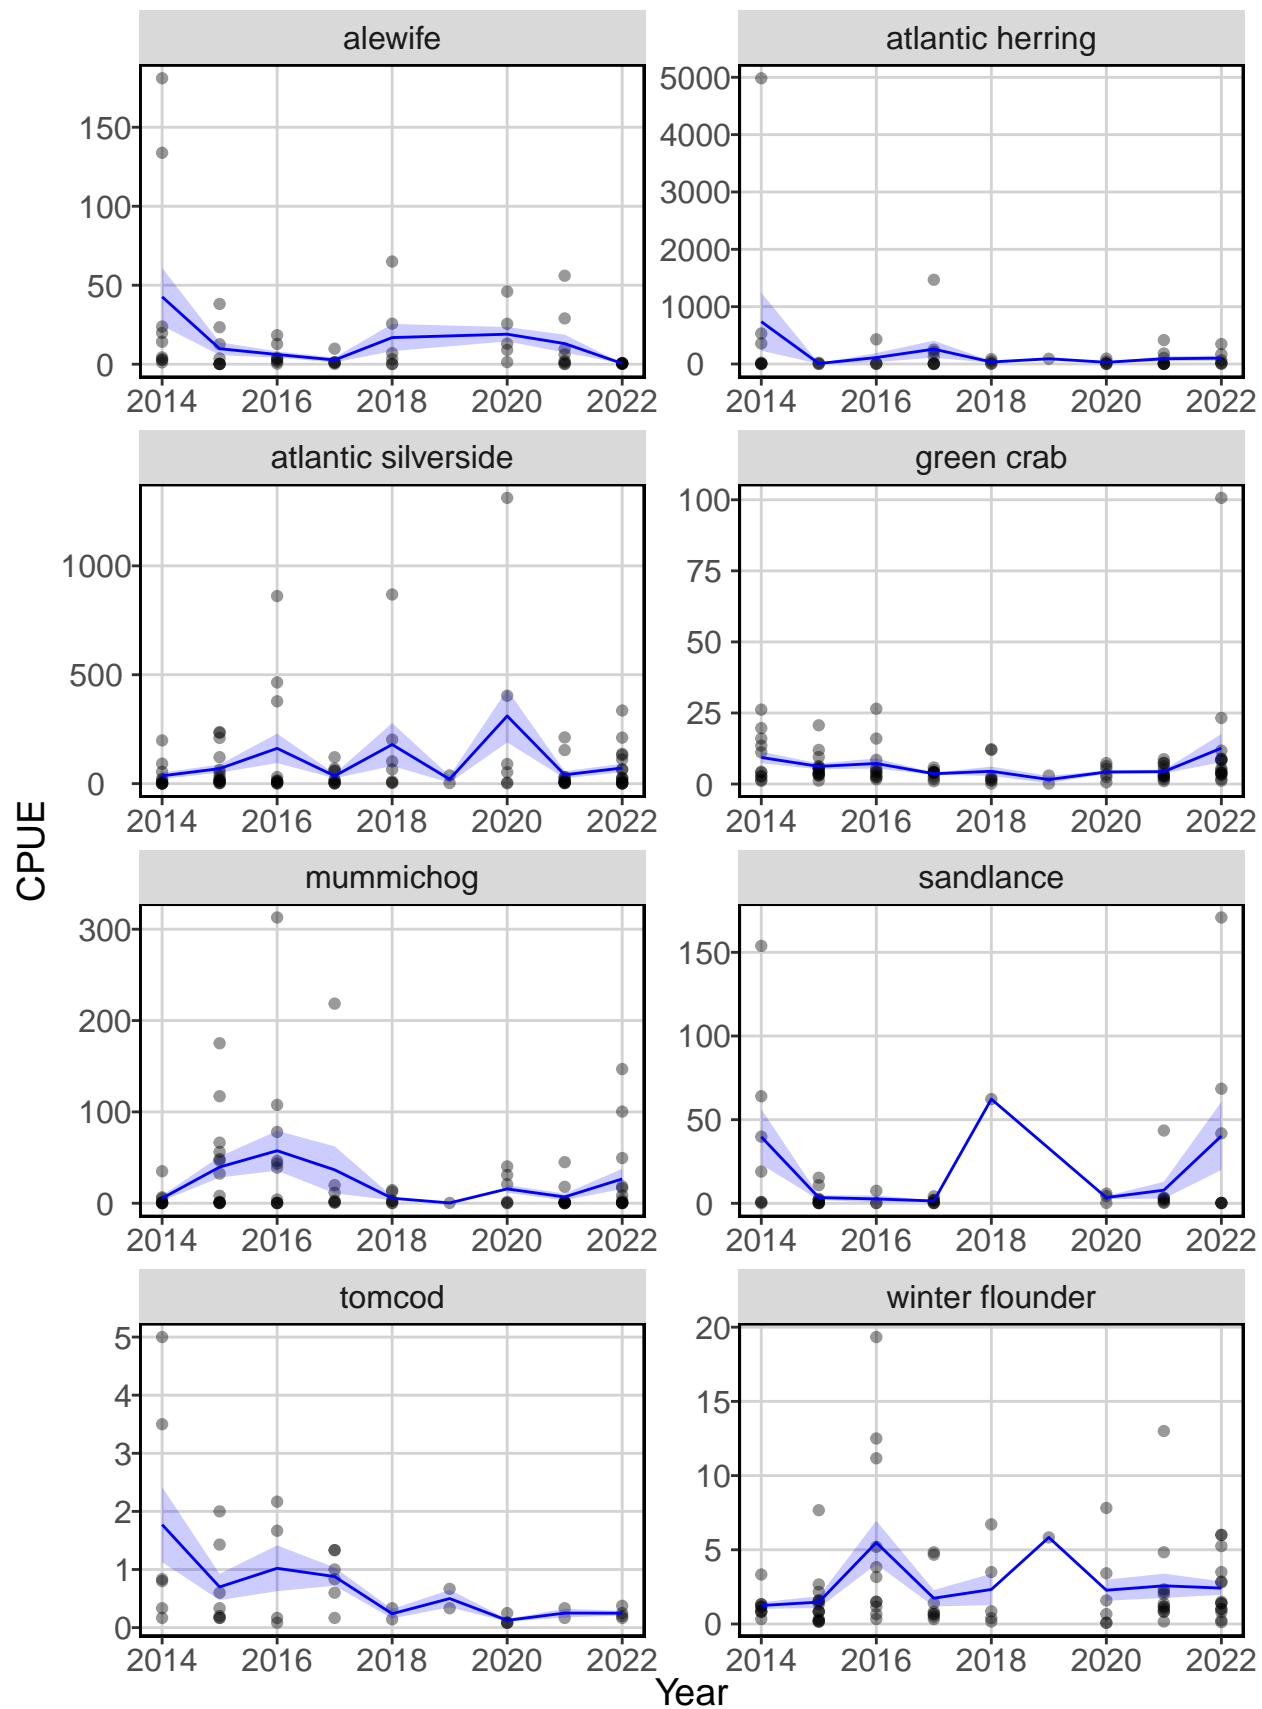 alewife
atlantic herring
150
100
50
0
5000
4000
3000
2000
1000
0
2014 2016 2018 2020 2022
2014 2016 2018 2020 2022
atlantic silverside
green crab
1000
500
0
100
75
50
25
0
2014 2016 2018 2020 2022
2014 2016 2018 2020 2022
CPUE
mummichog
sandlance
300
200
100
0
150
100
50
0
2014 2016 2018 2020 2022
2014 2016 2018 2020 2022
tomcod
winter flounder
5
4
3
2
1
0
20
15
10
5
0
2014 2016 2018 2020 2022
2014 2016 2018 2020 2022
Year